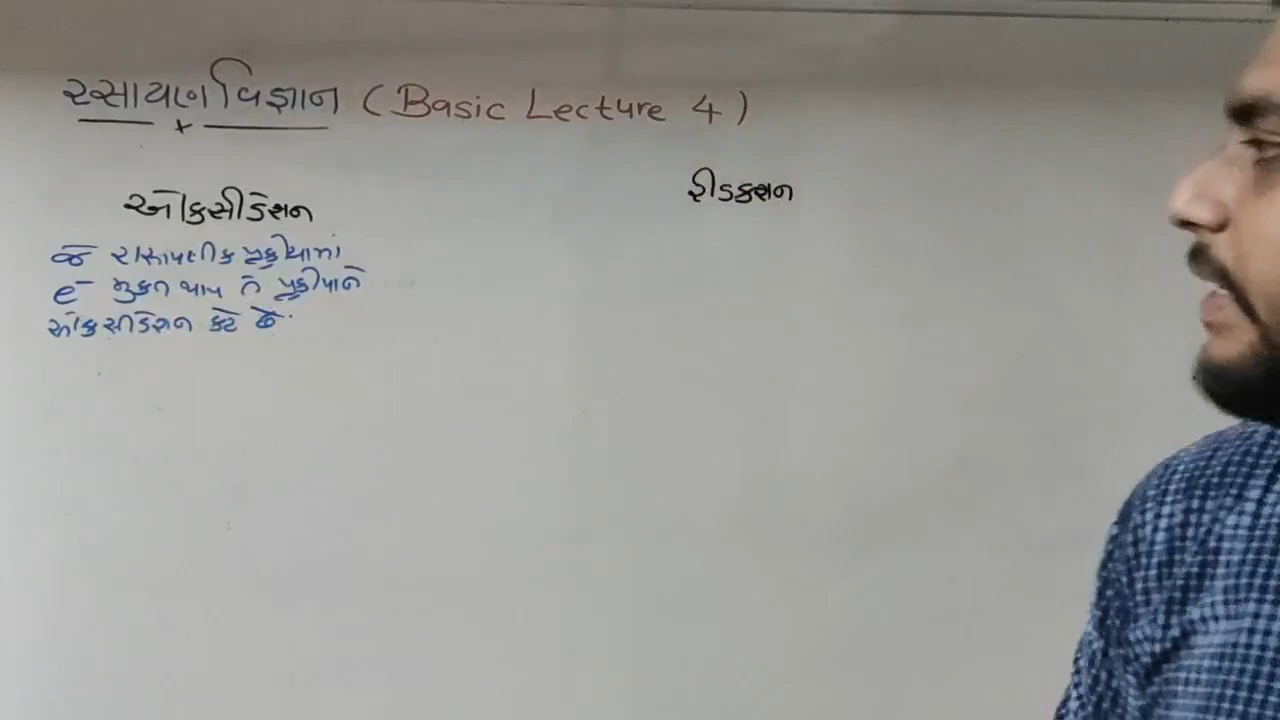 રસાયણવિજ્ઞાન (Basic Lecture 4)
ઓક્સીડેશન
રીડક્શન
જે રાસાયણીક પ્રક્રીયામાં
e⁻ મુક્ત થાય તે પ્રક્રીયાને
ઓક્સીડેશન કહે છે.